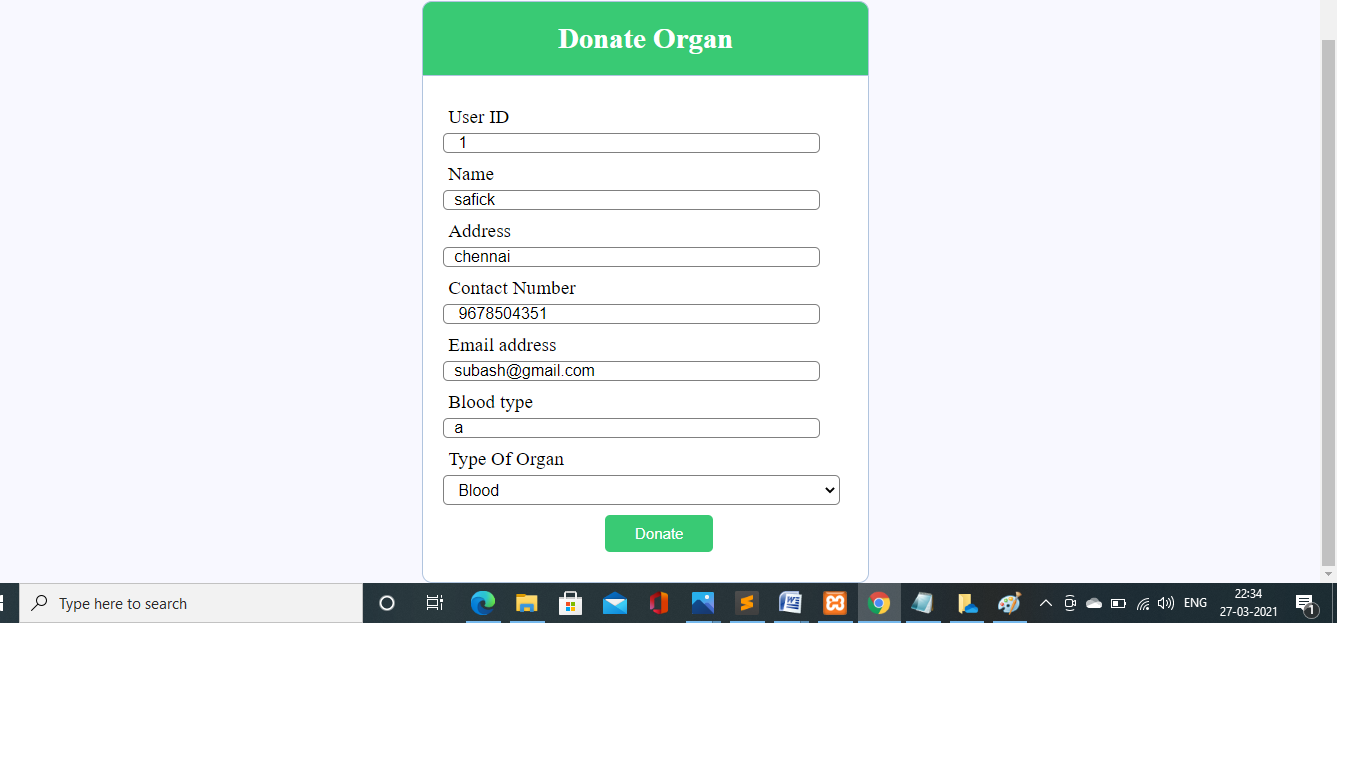 Donate Organ
User ID
1
Name
safick
Address
chennai
Contact Number
9678504351
Email address
subash@gmail.com
Blood type
a
Type Of Organ
Blood
Donate
Type here to search
ENG
22:34
27-03-2021
1